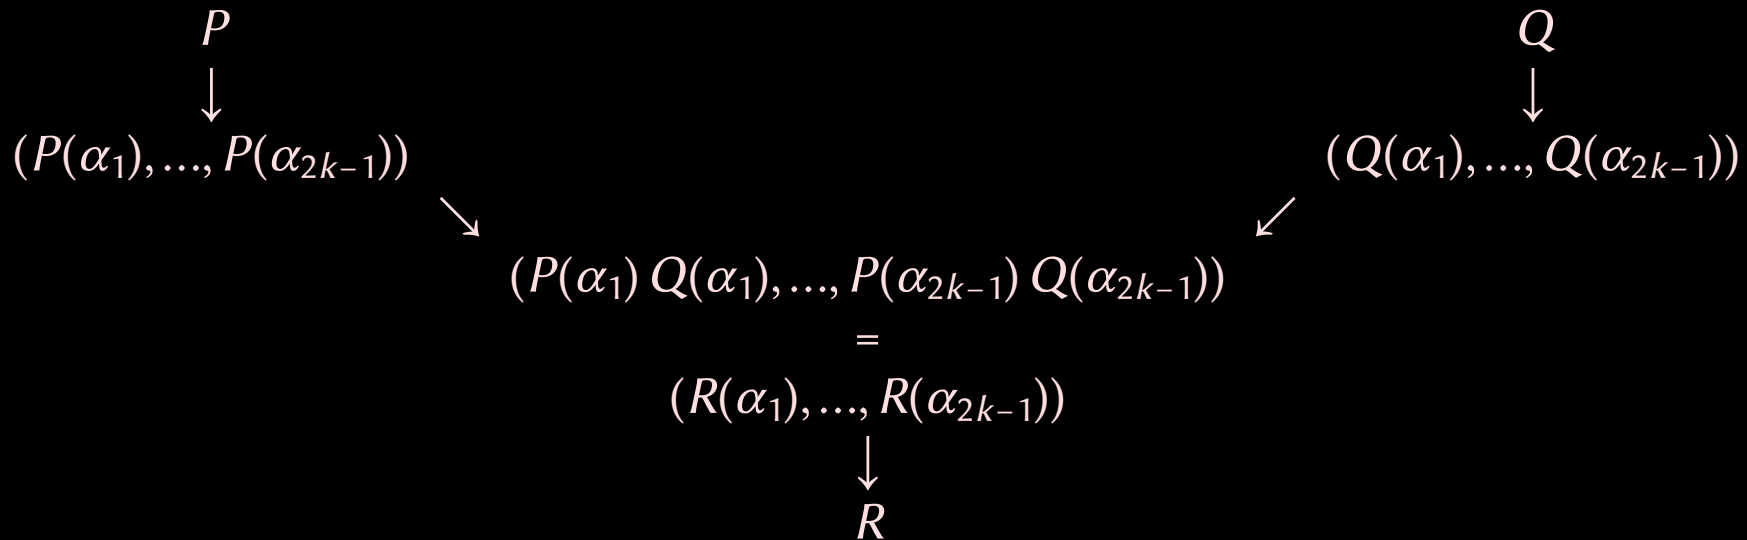 P Q
↓ ↓
(P(α₁),…, P(α₂ₖ₋₁)) (Q(α₁),…, Q(α₂ₖ₋₁))
↘ ↙
(P(α₁) Q(α₁),…, P(α₂ₖ₋₁) Q(α₂ₖ₋₁))
=
(R(α₁),…, R(α₂ₖ₋₁))
↓
R